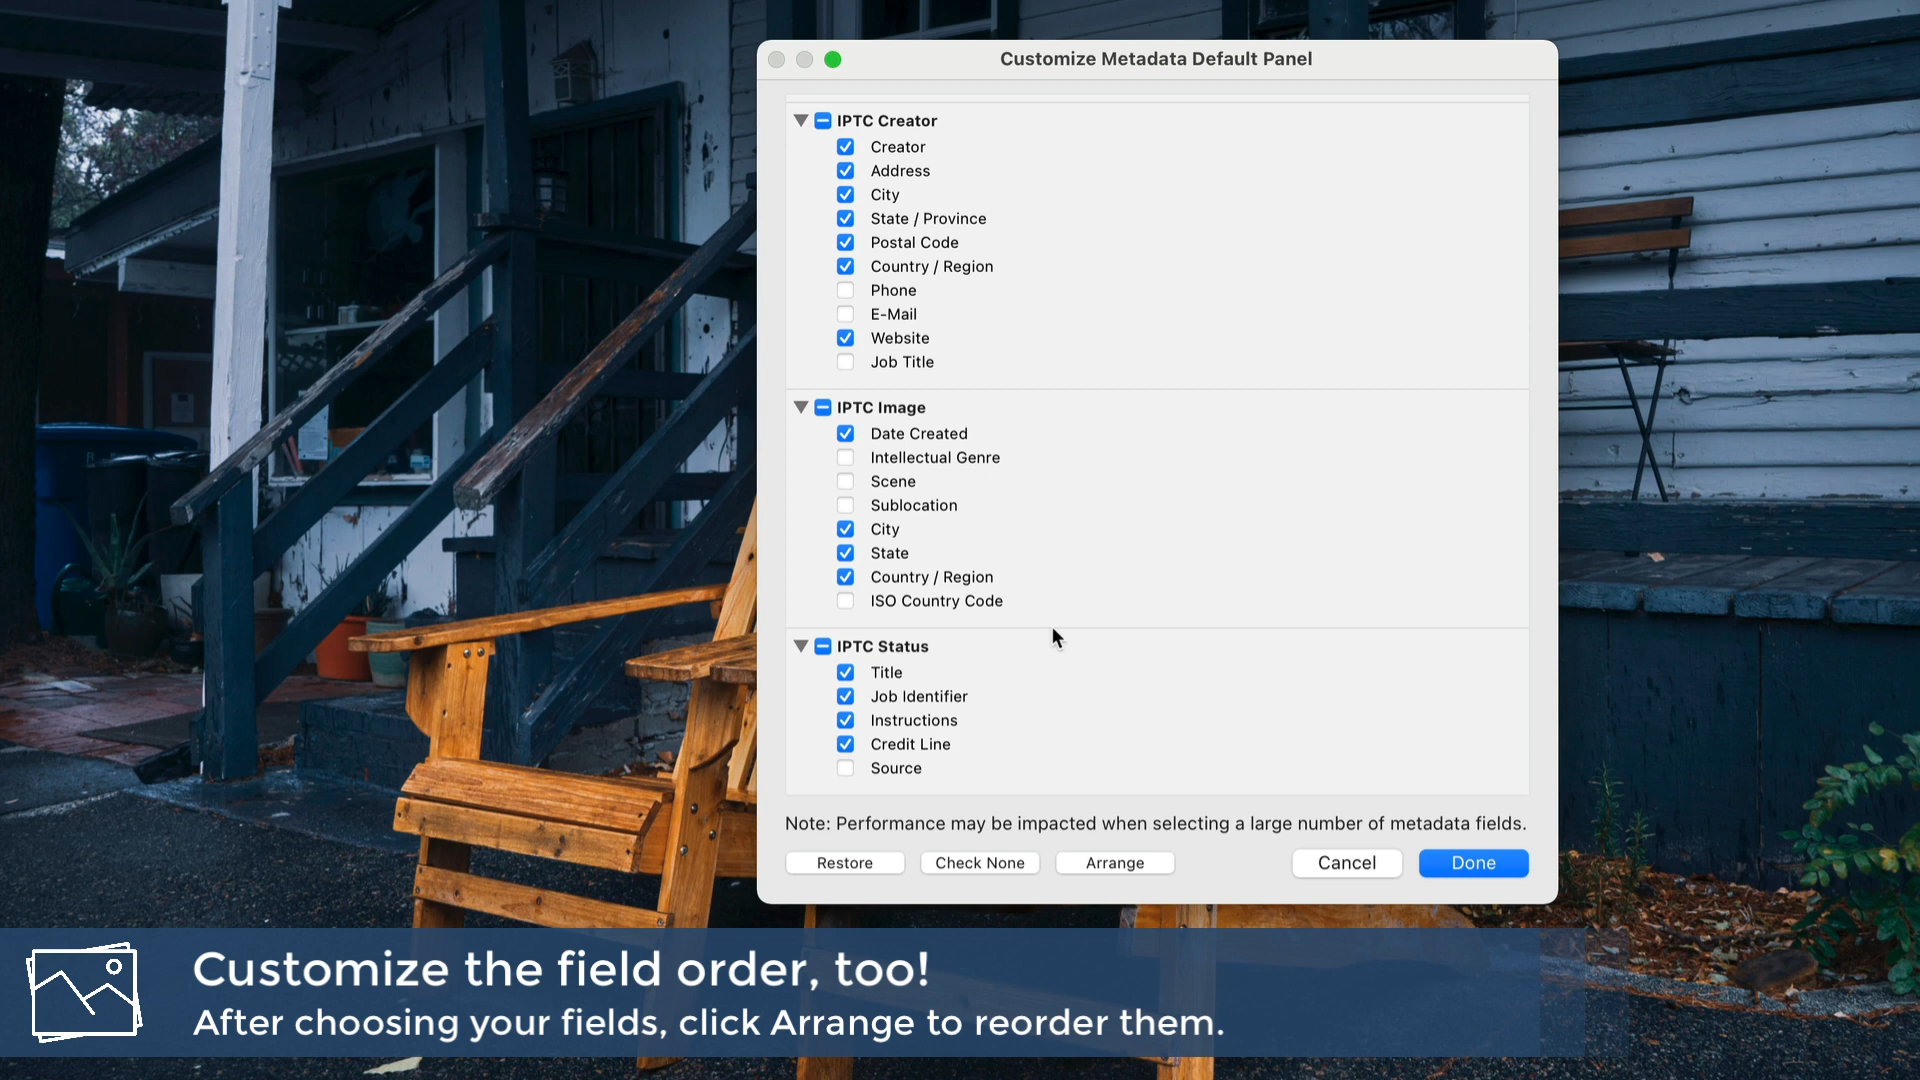 Customize Metadata Default Panel
IPTC Creator
Creator
Address
City
State / Province
Postal Code
Country / Region
Phone
E-Mail
Website
Job Title
IPTC Image
Date Created
Intellectual Genre
Scene
Sublocation
City
State
Country / Region
ISO Country Code
IPTC Status
Title
Job Identifier
Instructions
Credit Line
Source
Note: Performance may be impacted when selecting a large number of metadata fields.
Restore Check None Arrange Cancel Done
Customize the field order, too!
After choosing your fields, click Arrange to reorder them.